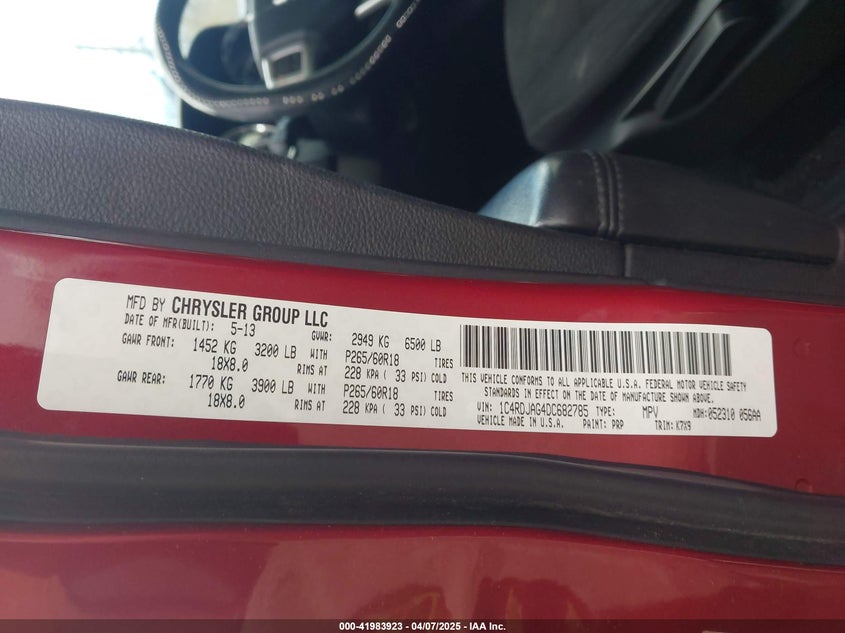 MFD BY CHRYSLER GROUP LLC
DATE OF MFR(BUILT): 5-13 GVWR: 2949 KG 6500 LB
GAWR FRONT: 1452 KG 3200 LB WITH P265/60R18 TIRES
18X8.0 RIMS AT 228 KPA ( 33 PSI) COLD
GAWR REAR: 1770 KG 3900 LB WITH P265/60R18 TIRES
18X8.0 RIMS AT 228 KPA ( 33 PSI) COLD
THIS VEHICLE CONFORMS TO ALL APPLICABLE U.S.A. FEDERAL MOTOR VEHICLE SAFETY
STANDARDS IN EFFECT ON THE DATE OF MANUFACTURE SHOWN ABOVE.
VIN: 1C4RDJAG4DC682785 TYPE: MPV MDH: 052310 056AA
VEHICLE MADE IN U.S.A. PAINT: PRP TRIM: K7X9
000-41983923 | 04/07/2025 - IAA Inc.